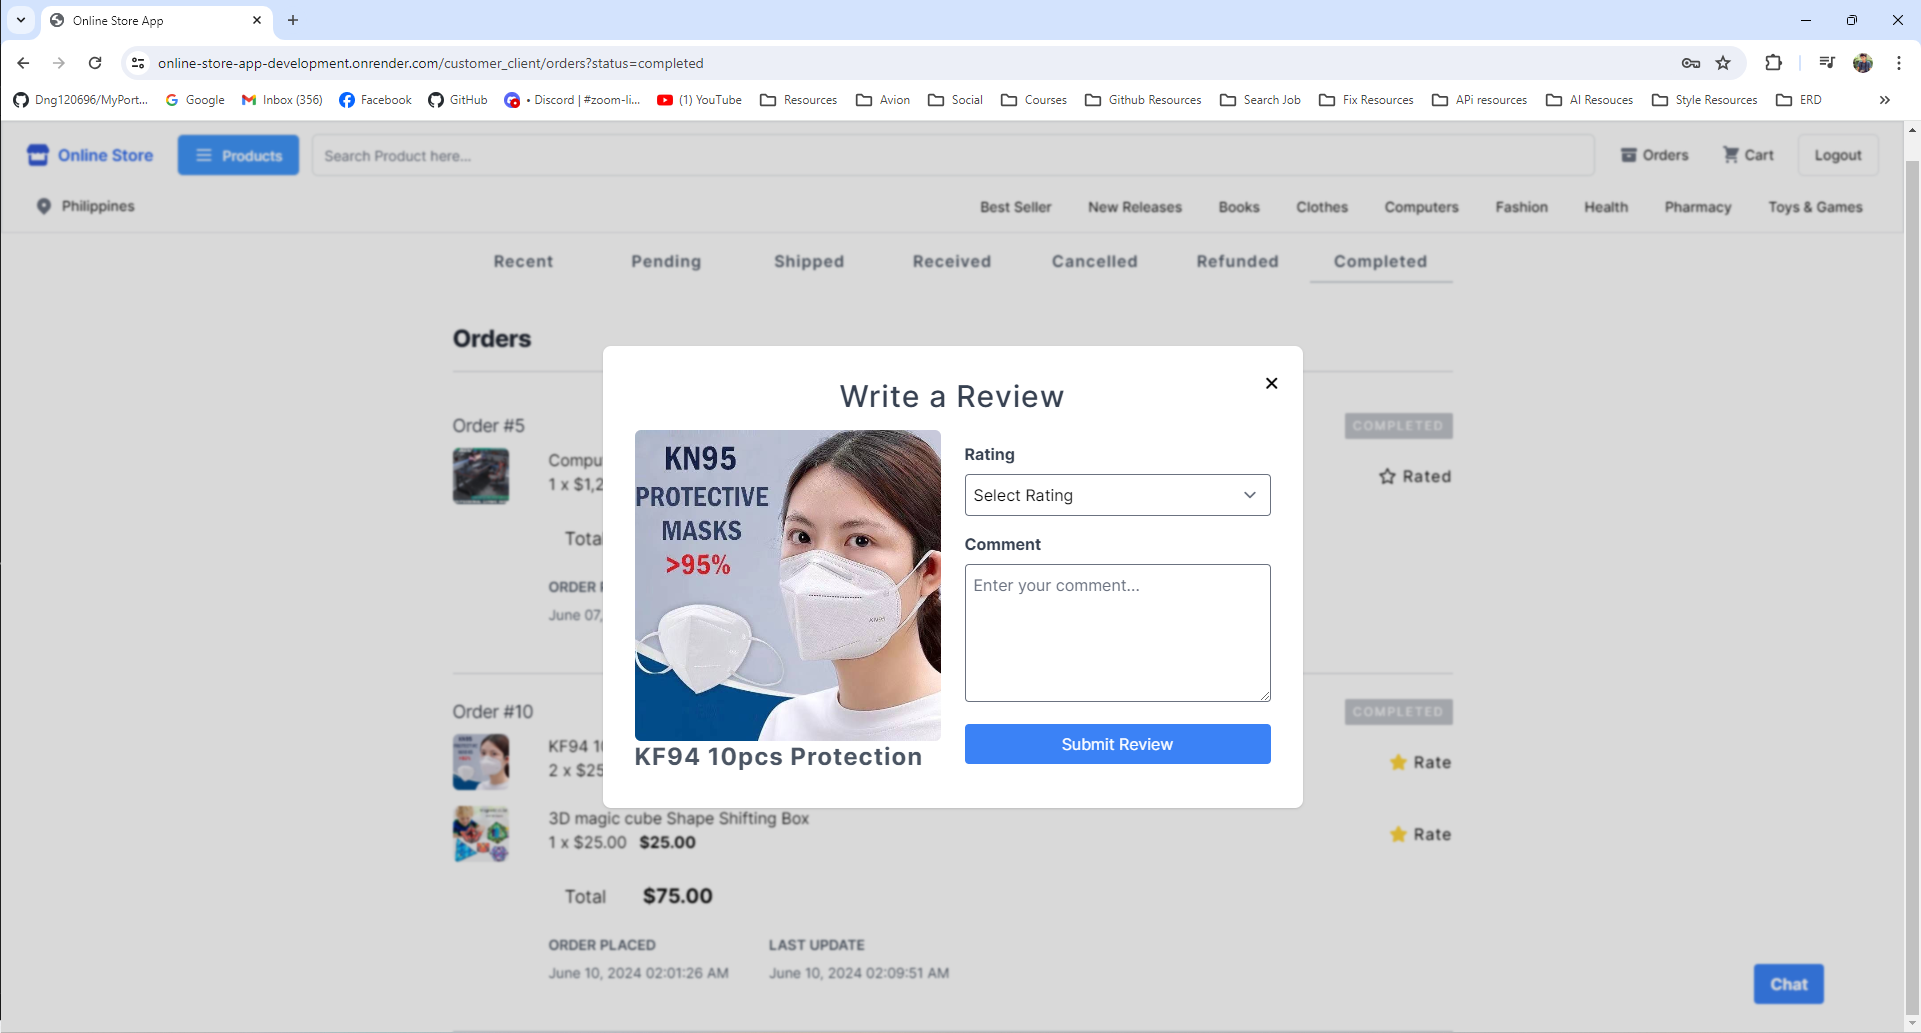 Online Store App
online-store-app-development.onrender.com/customer_client/orders?status=completed
Dng120696/MyPort... Google Inbox (356) Facebook GitHub • Discord | #zoom-li... (1) YouTube Resources Avion Social Courses Github Resources Search Job Fix Resources APi resources AI Resouces Style Resources ERD
Online Store Products Search Product here... Orders Cart Logout
Philippines Best Seller New Releases Books Clothes Computers Fashion Health Pharmacy Toys & Games
Recent Pending Shipped Received Cancelled Refunded Completed
Orders
Order #5 COMPLETED
Compu
1 x $1,2
Rated
Tota
ORDER
June 07,
Write a Review
KN95
PROTECTIVE
MASKS
>95%
KN95
KF94 10pcs Protection
Rating
Select Rating
Comment
Enter your comment...
Submit Review
Order #10 COMPLETED
KF94 1
2 x $25
Rate
3D magic cube Shape Shifting Box
1 x $25.00 $25.00
Rate
Total $75.00
ORDER PLACED LAST UPDATE
June 10, 2024 02:01:26 AM June 10, 2024 02:09:51 AM
Chat